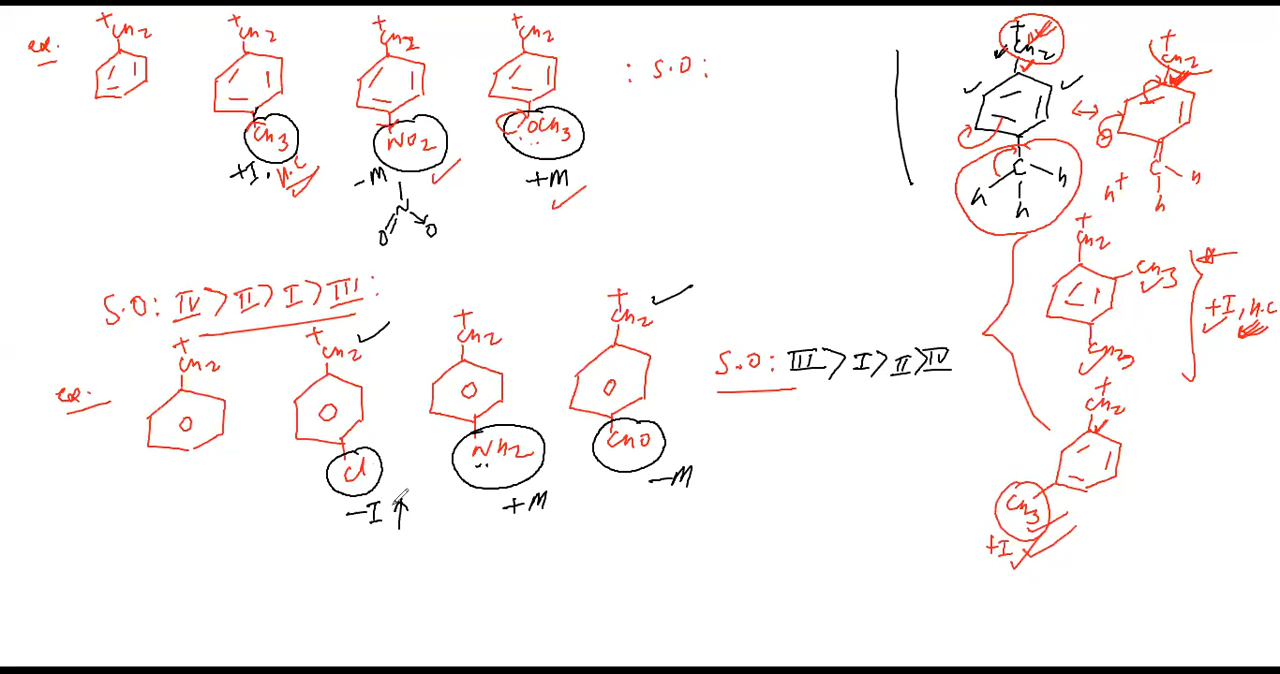 ex. +CH2 +CH2 +CH2 +CH2 : S.O :
CH3 NO2 OCH3
+I, H.C -M +M
N
O O
S.O: IV > II > I > III :
ex. +CH2 +CH2 +CH2 +CH2
Cl NH2 CHO
-I ↑ +M -M
S.O: III > I > II > IV
+CH2 ↔ +CH2
⊖
C C
H H H H+ H H
+CH2
CH3
CH3
+I, H.C
+CH2
CH3
+I